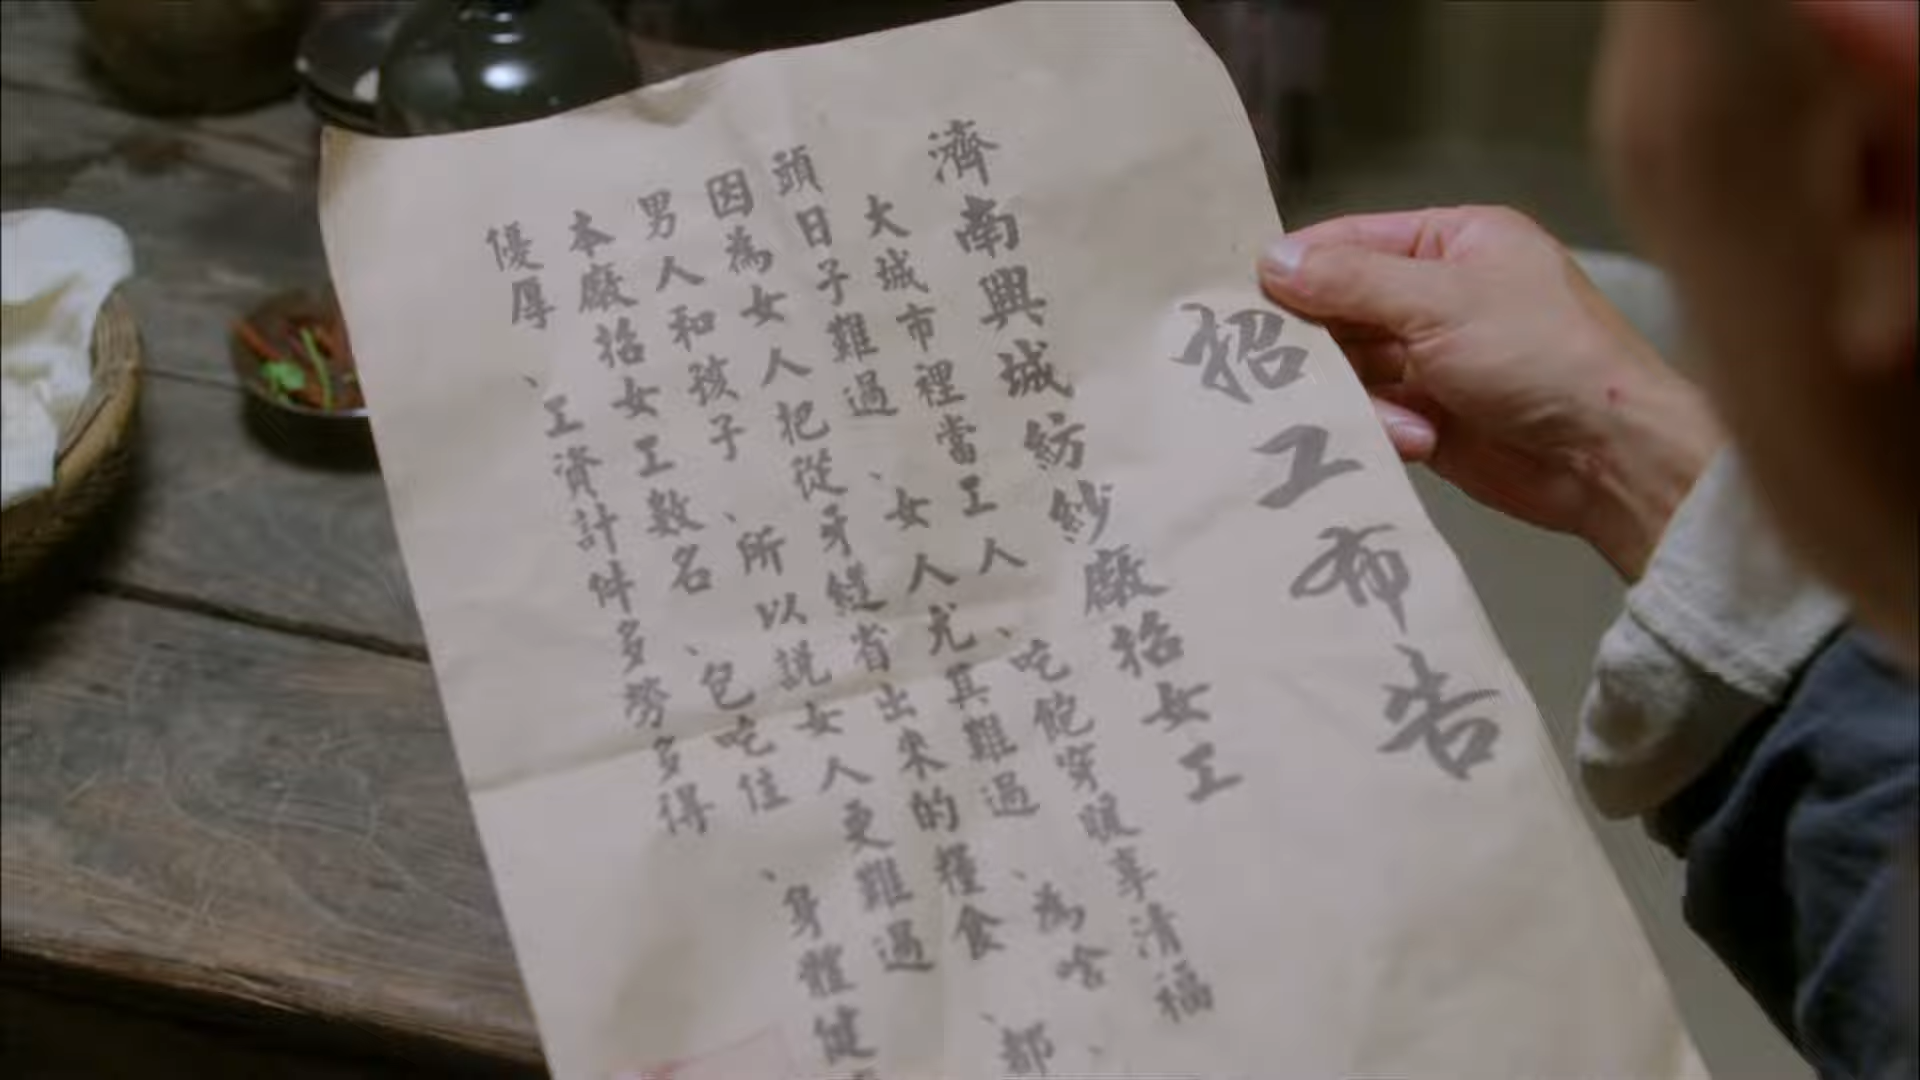 招工布告
濟南興城紡紗廠招女工
大城市裡當工人、吃飽穿暖享清福
頭日子難過、女人尤其難過、為啥、
因為女人把從牙縫省出來的糧食、都
男人和孩子、所以說女人更難過
本廠招女工數名、包吃住、身體健
優厚、工資計件多勞多得